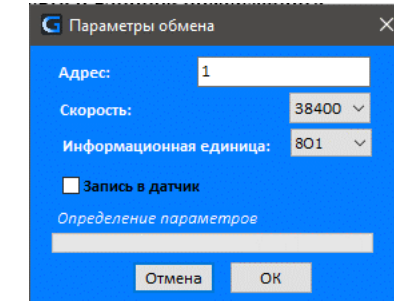 Параметры обмена
Адрес: 1
Скорость: 38400
Информационная единица: 8O1
Запись в датчик
Определение параметров
Отмена OK